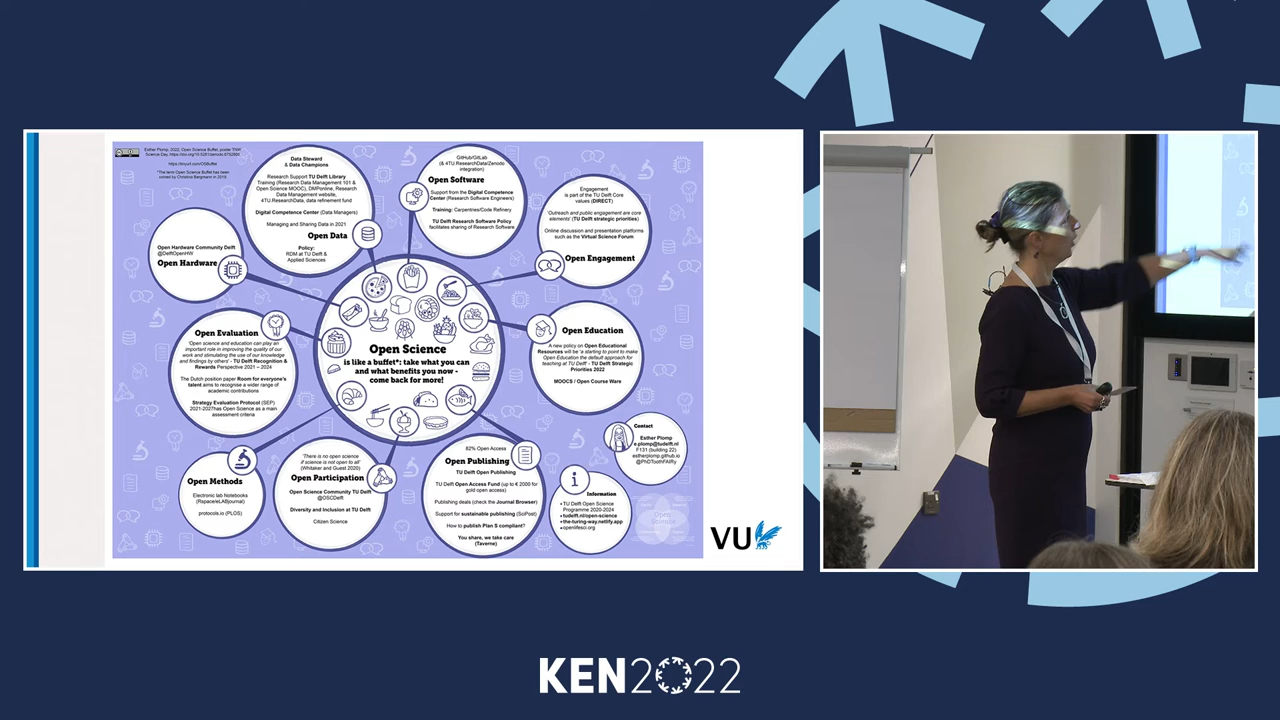 Esther Plomp, 2022, Open Science Buffet, poster TNW
Science Day, https://doi.org/10.5281/zenodo.6752860
https://tinyurl.com/OSBuffet
*The term Open Science Buffet has been
coined by Christina Bergmann in 2019
Data Steward
& Data Champions
Research Support TU Delft Library
Training (Research Data Management 101 &
Open Science MOOC), DMPonline, Research
Data Management website,
4TU.ResearchData, data refinement fund
Digital Competence Center (Data Managers)
Managing and Sharing Data in 2021
Open Data
Policy:
RDM at TU Delft &
Applied Sciences
GitHub/GitLab
(& 4TU.ResearchData/Zenodo
integration)
Open Software
Support from the Digital Competence
Center (Research Software Engineers)
Training: Carpentries/Code Refinery
TU Delft Research Software Policy
facilitates sharing of Research Software
Engagement
is part of the TU Delft Core
values (DIRECT)
'Outreach and public engagement are core
elements' (TU Delft strategic priorities)
Online discussion and presentation platforms
such as the Virtual Science Forum
Open Engagement
Open Hardware Community Delft
@DelftOpenHW
Open Hardware
Open Evaluation
'Open science and education can play an
important role in improving the quality of our
work and stimulating the use of our knowledge
and findings by others' - TU Delft Recognition &
Rewards Perspective 2021 – 2024
The Dutch position paper Room for everyone's
talent aims to recognise a wider range of
academic contributions
Strategy Evaluation Protocol (SEP)
2021-2027has Open Science as a main
assessment criteria
Open Science
is like a buffet*: take what you can
and what benefits you now -
come back for more!
Open Education
A new policy on Open Educational
Resources will be 'a starting point to make
Open Education the default approach for
teaching at TU Delft' - TU Delft Strategic
Priorities 2022
MOOCS / Open Course Ware
Open Methods
Electronic lab Notebooks
(Rspace/eLABjournal)
protocols.io (PLOS)
'There is no open science
if science is not open to all'
(Whitaker and Guest 2020)
Open Participation
Open Science Community TU Delft
@OSCDelft
Diversity and Inclusion at TU Delft
Citizen Science
82% Open Access
Open Publishing
TU Delft Open Publishing
TU Delft Open Access Fund (up to € 2000 for
gold open access)
Publishing deals (check the Journal Browser)
Support for sustainable publishing (SciPost)
How to publish Plan S compliant?
You share, we take care
(Taverne)
Contact
Esther Plomp
e.plomp@tudelft.nl
F131 (building 22)
estherplomp.github.io
@PhDToothFAIRy
Information
• TU Delft Open Science
Programme 2020-2024
• tudelft.nl/open-science
• the-turing-way.netlify.app
• openlifesci.org
Open
Science
VU
KEN2022